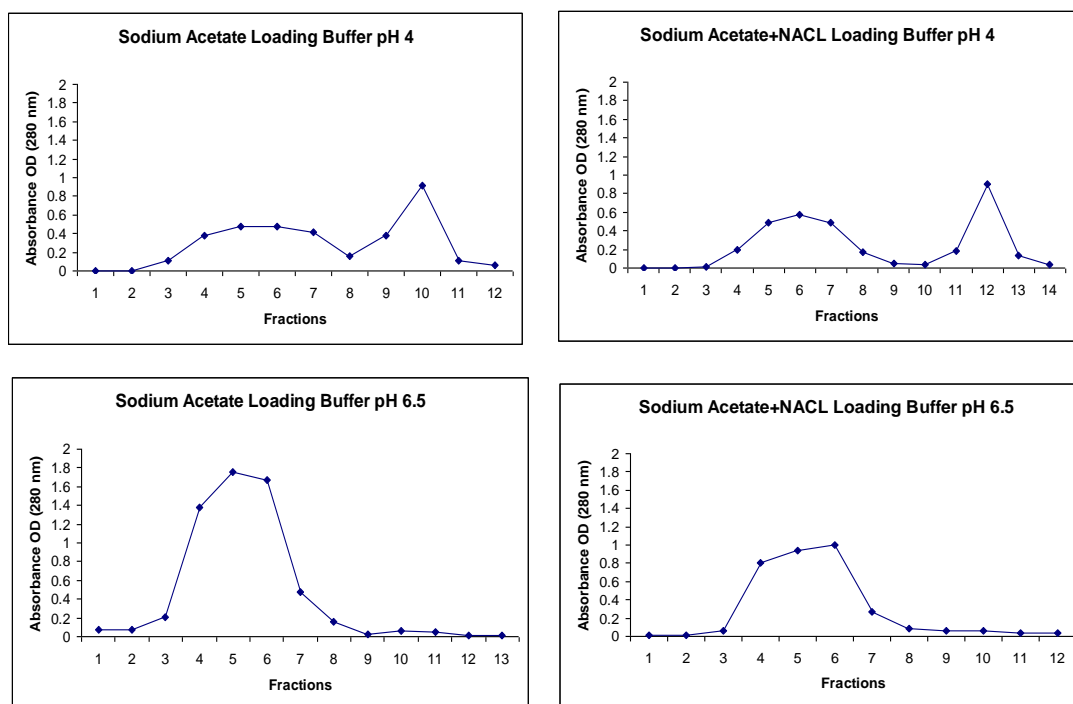 Sodium Acetate Loading Buffer pH 4
Absorbance OD (280 nm)
2
1.8
1.6
1.4
1.2
1
0.8
0.6
0.4
0.2
0
1 2 3 4 5 6 7 8 9 10 11 12
Fractions
Sodium Acetate+NACL Loading Buffer pH 4
Absorbance OD (280 nm)
2
1.8
1.6
1.4
1.2
1
0.8
0.6
0.4
0.2
0
1 2 3 4 5 6 7 8 9 10 11 12 13 14
Fractions
Sodium Acetate Loading Buffer pH 6.5
Absorbance OD (280 nm)
2
1.8
1.6
1.4
1.2
1
0.8
0.6
0.4
0.2
0
1 2 3 4 5 6 7 8 9 10 11 12 13
Fractions
Sodium Acetate+NACL Loading Buffer pH 6.5
Absorbance OD (280 nm)
2
1.8
1.6
1.4
1.2
1
0.8
0.6
0.4
0.2
0
1 2 3 4 5 6 7 8 9 10 11 12
Fractions